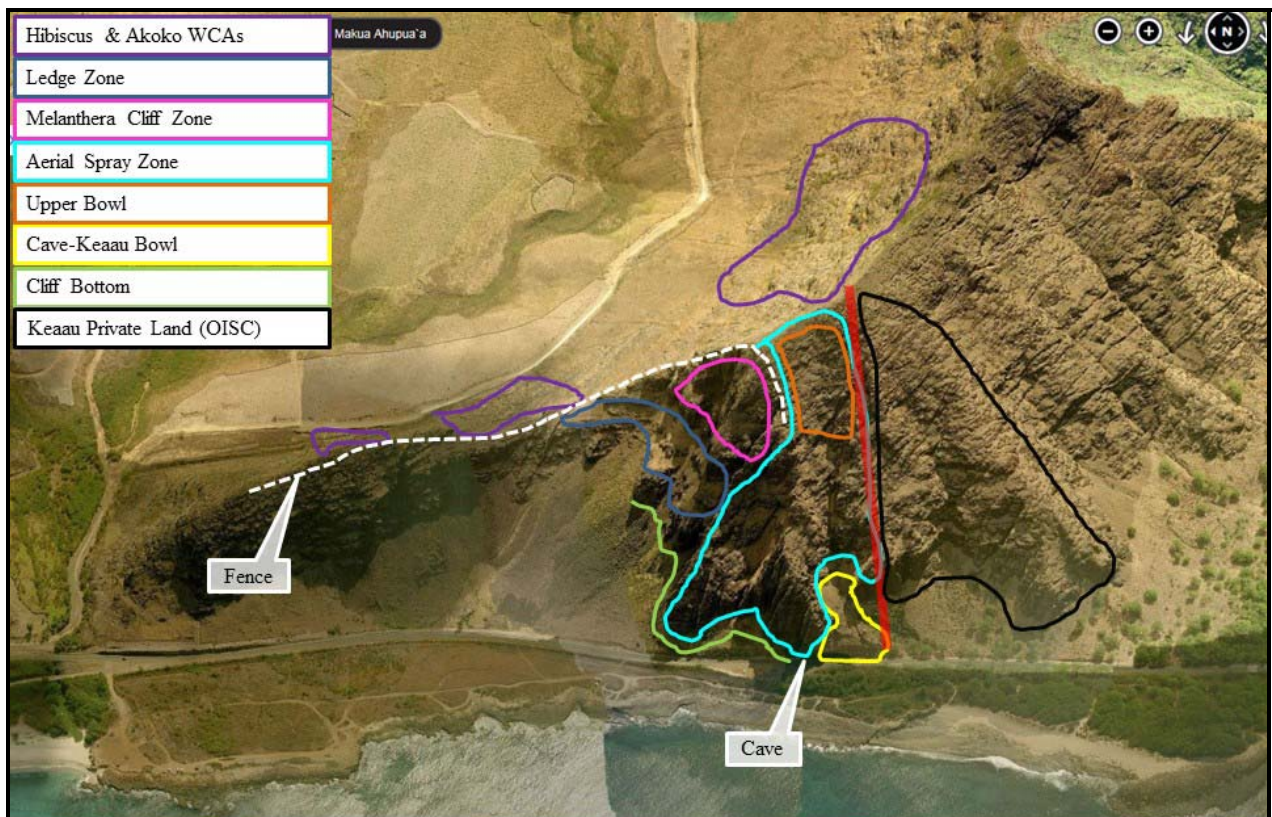 Hibiscus & Akoko WCAs
Makua Ahupua`a
N
Ledge Zone
Melanthera Cliff Zone
Aerial Spray Zone
Upper Bowl
Cave-Keaau Bowl
Cliff Bottom
Keaau Private Land (OISC)
Fence
Cave